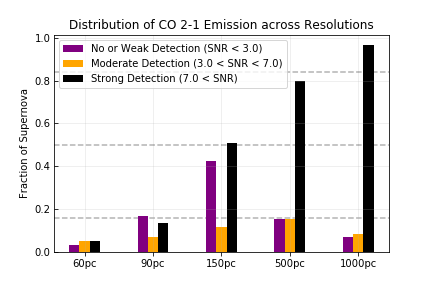 Distribution of CO 2-1 Emission across Resolutions
No or Weak Detection (SNR < 3.0)
Moderate Detection (3.0 < SNR < 7.0)
Strong Detection (7.0 < SNR)
Fraction of Supernova
1.0
0.8
0.6
0.4
0.2
0.0
60pc 90pc 150pc 500pc 1000pc